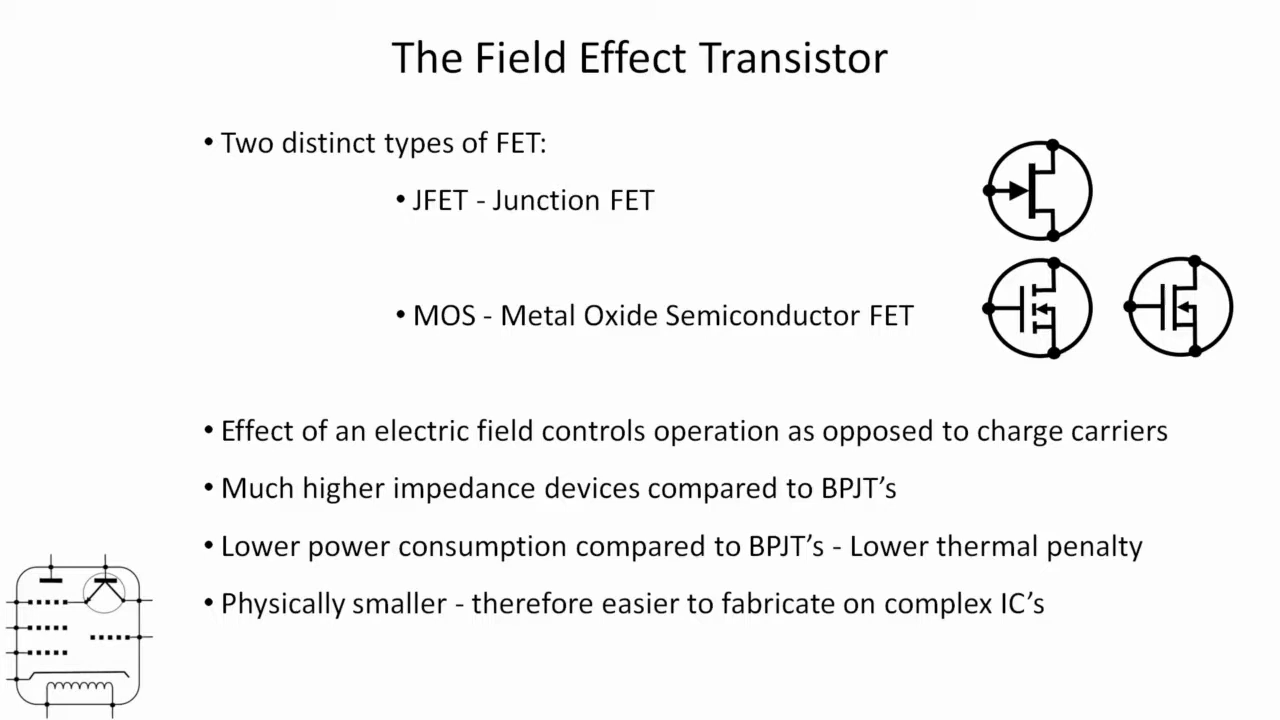 The Field Effect Transistor
• Two distinct types of FET:
• JFET - Junction FET
• MOS - Metal Oxide Semiconductor FET
• Effect of an electric field controls operation as opposed to charge carriers
• Much higher impedance devices compared to BPJT’s
• Lower power consumption compared to BPJT’s - Lower thermal penalty
• Physically smaller - therefore easier to fabricate on complex IC’s